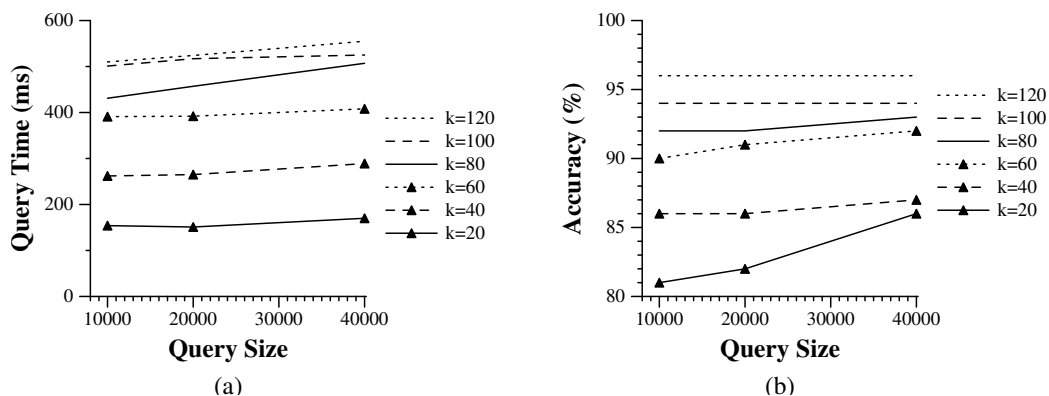 600
400
200
0
Query Time (ms)
10000 20000 30000 40000
Query Size
k=120
k=100
k=80
k=60
k=40
k=20
(a)
100
95
90
85
80
Accuracy ( %)
10000 20000 30000 40000
Query Size
k=120
k=100
k=80
k=60
k=40
k=20
(b)